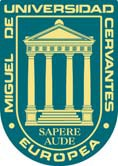 UNIVERSIDAD
MIGUEL DE
CERVANTES
SAPERE
AUDE
EUROPEA